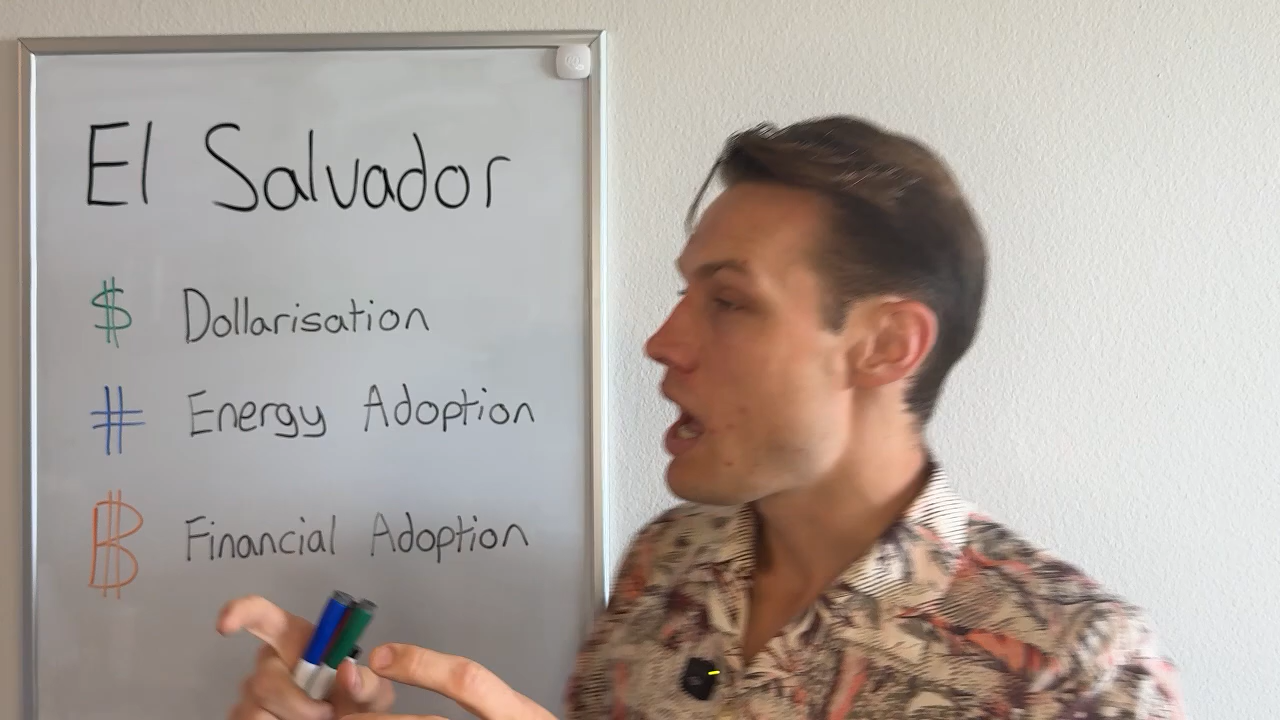 El Salvador
$ Dollarisation
# Energy Adoption
₿ Financial Adoption